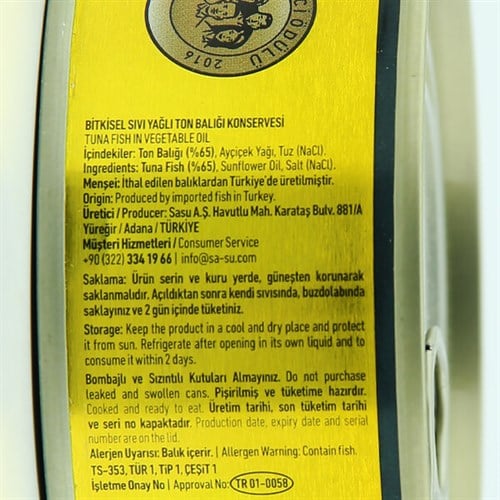 ÇİÖDÜLÜ
2016
BİTKİSEL SIVI YAĞLI TON BALIĞI KONSERVESİ
TUNA FISH IN VEGETABLE OIL
İçindekiler: Ton Balığı (%65), Ayçiçek Yağı, Tuz (NaCl).
Ingredients: Tuna Fish (%65), Sunflower Oil, Salt (NaCl).
Menşei: İthal edilen balıklardan Türkiye'de üretilmiştir.
Origin: Produced by imported fish in Turkey.
Üretici / Producer: Sasu A.Ş. Havutlu Mah. Karataş Bulv. 881/A
Yüreğir / Adana / TÜRKİYE
Müşteri Hizmetleri / Consumer Service
+90 (322) 334 19 66 | info@sa-su.com
Saklama: Ürün serin ve kuru yerde, güneşten korunarak
saklanmalıdır. Açıldıktan sonra kendi sıvısında, buzdolabında
saklayınız ve 2 gün içinde tüketiniz.
Storage: Keep the product in a cool and dry place and protect
it from sun. Refrigerate after opening in its own liquid and to
consume it within 2 days.
Bombajlı ve Sızıntılı Kutuları Almayınız. Do not purchase
leaked and swollen cans. Pişirilmiş ve tüketime hazırdır.
Cooked and ready to eat. Üretim tarihi, son tüketim tarihi
ve seri no kapaktadır. Production date, expiry date and serial
number are on the lid.
Alerjen Uyarısı: Balık içerir. | Allergen Warning: Contain fish.
TS-353, TÜR 1, TİP 1, ÇEŞİT 1
İşletme Onay No | Approval No: TR 01-0058